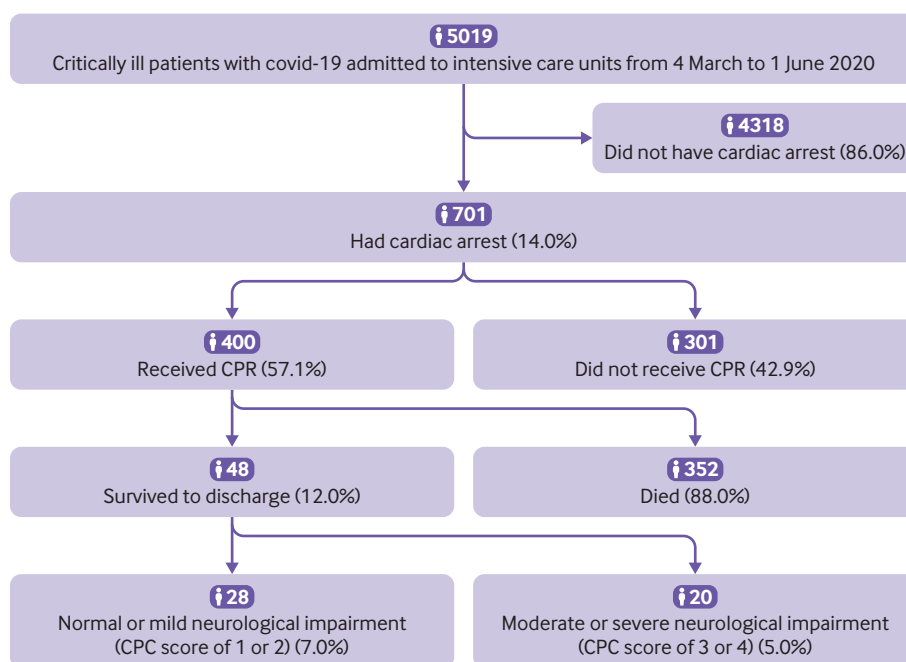 5019
Critically ill patients with covid-19 admitted to intensive care units from 4 March to 1 June 2020
4318
Did not have cardiac arrest (86.0%)
701
Had cardiac arrest (14.0%)
400
Received CPR (57.1%)
301
Did not receive CPR (42.9%)
48
Survived to discharge (12.0%)
352
Died (88.0%)
28
Normal or mild neurological impairment
(CPC score of 1 or 2) (7.0%)
20
Moderate or severe neurological impairment
(CPC score of 3 or 4) (5.0%)